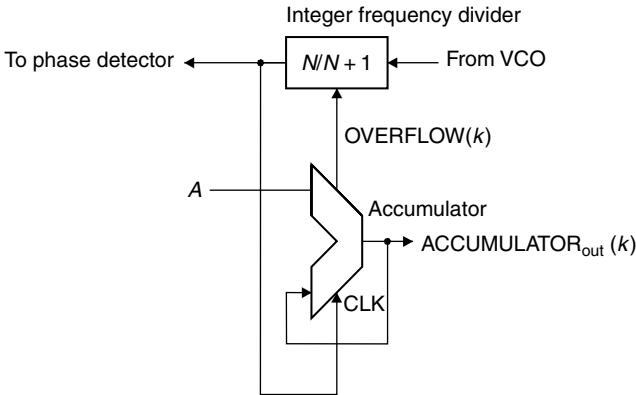 Integer frequency divider
To phase detector
N/N + 1
From VCO
OVERFLOW(k)
A
Accumulator
ACCUMULATORout (k)
CLK